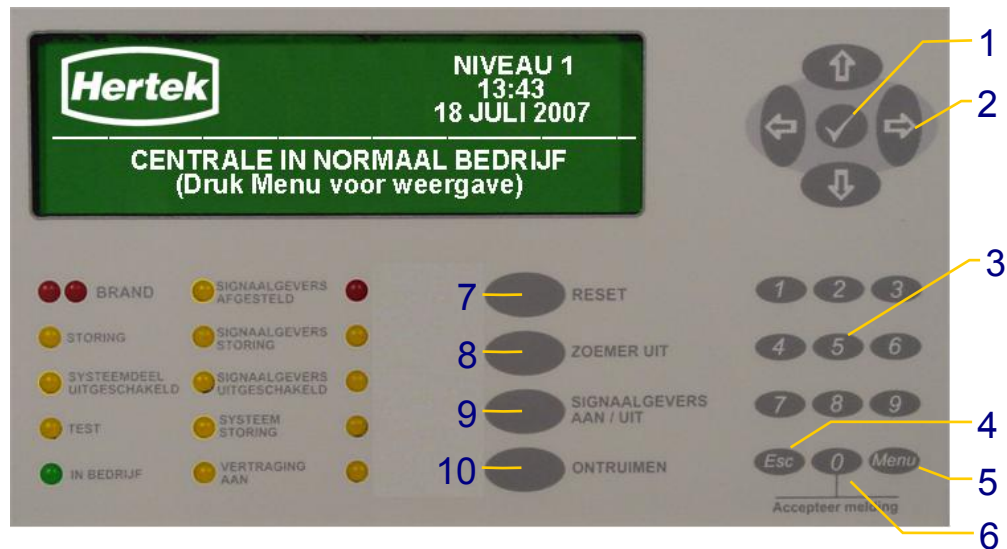 Hertek
NIVEAU 1
13:43
18 JULI 2007
CENTRALE IN NORMAAL BEDRIJF
(Druk Menu voor weergave)
1
2
3
4
5
6
BRAND
STORING
SYSTEEMDEEL
UITGESCHAKELD
TEST
IN BEDRIJF
SIGNAALGEVERS
AFGESTELD
SIGNAALGEVERS
STORING
SIGNAALGEVERS
UITGESCHAKELD
SYSTEEM
STORING
VERTRAGING
AAN
7 RESET
8 ZOEMER UIT
9 SIGNAALGEVERS
AAN / UIT
10 ONTRUIMEN
1 2 3
4 5 6
7 8 9
Esc 0 Menu
Accepteer melding